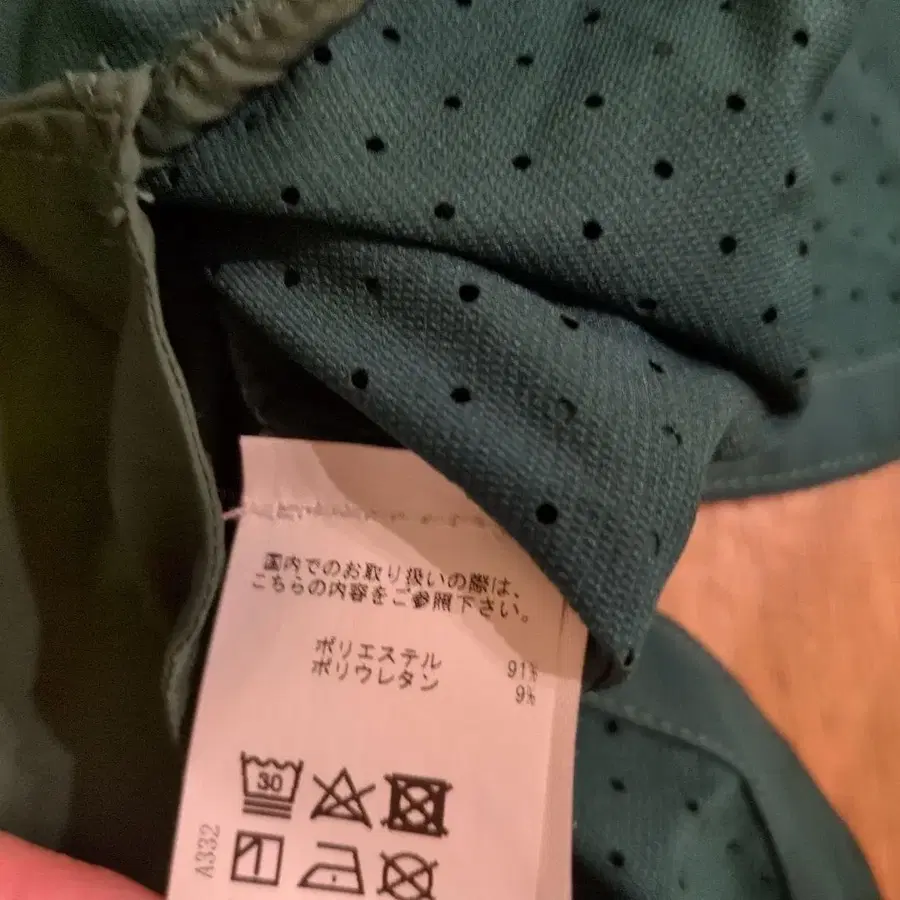 国内でのお取り扱いの際は、
こちらの内容をご参照下さい。
ポリエステル 91%
ポリウレタン 9%
30
A332